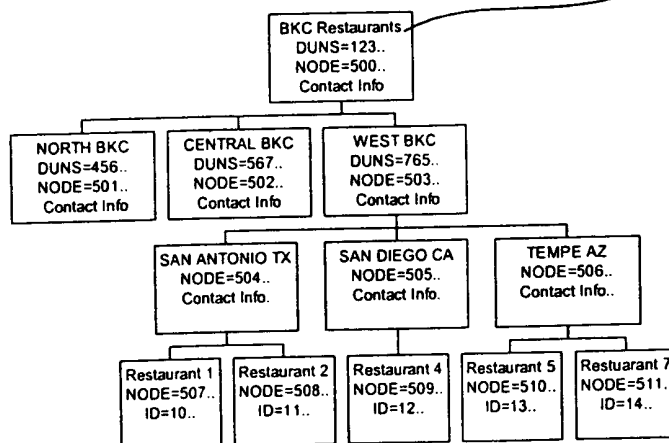 BKC Restaurants
DUNS=123..
NODE=500..
Contact Info
NORTH BKC
DUNS=456..
NODE=501..
Contact Info
CENTRAL BKC
DUNS=567..
NODE=502..
Contact Info
WEST BKC
DUNS=765..
NODE=503..
Contact Info
SAN ANTONIO TX
NODE=504..
Contact Info.
SAN DIEGO CA
NODE=505..
Contact Info.
TEMPE AZ
NODE=506..
Contact Info..
Restaurant 1
NODE=507..
ID=10..
Restaurant 2
NODE=508..
ID=11..
Restaurant 4
NODE=509..
ID=12..
Restaurant 5
NODE=510..
ID=13..
Restuarant 7
NODE=511.
ID=14..